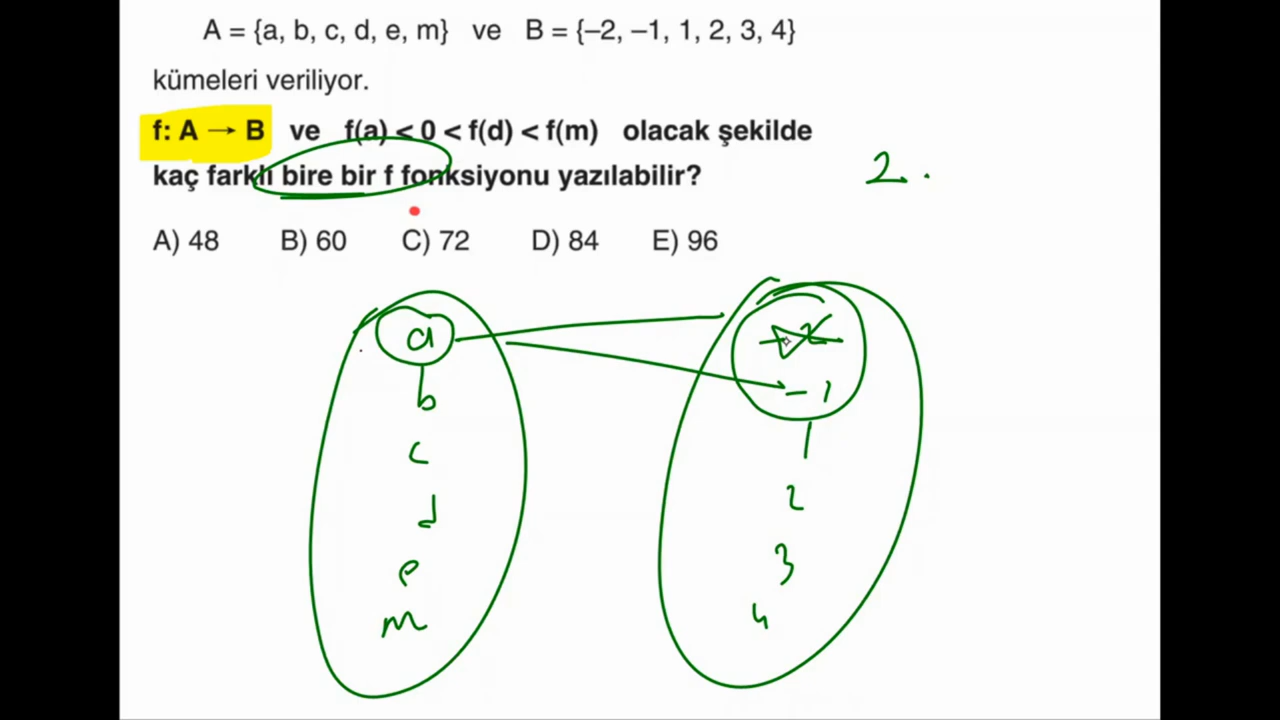 A = {a, b, c, d, e, m} ve B = {–2, –1, 1, 2, 3, 4}
kümeleri veriliyor.
f: A → B ve f(a) < 0 < f(d) < f(m) olacak şekilde
kaç farklı bire bir f fonksiyonu yazılabilir?
2.
A) 48 B) 60 C) 72 D) 84 E) 96
a
b -1
c 1
d 2
e 3
m 4